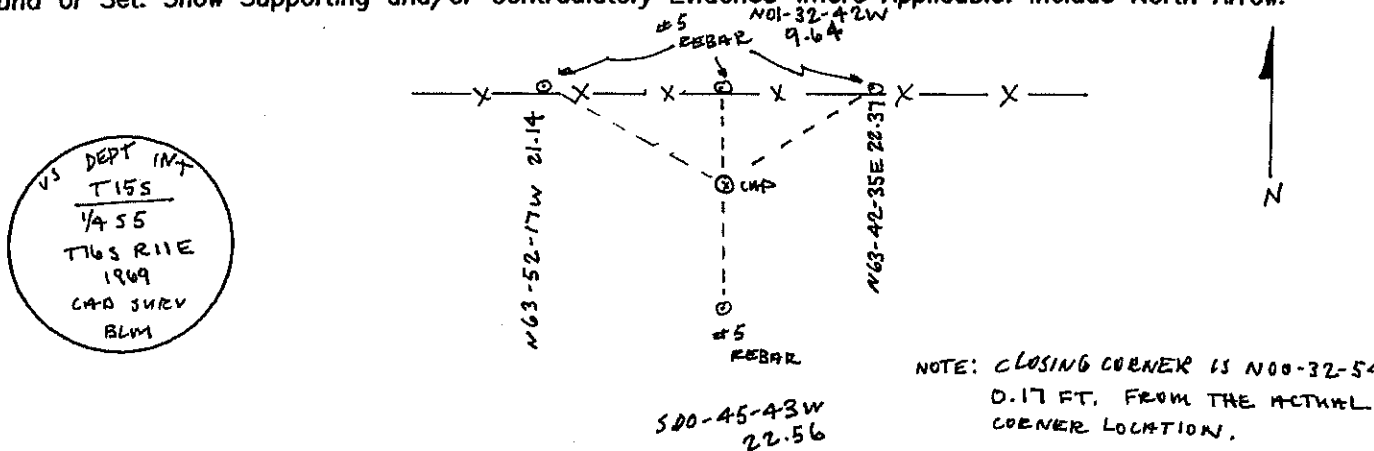 or Set. Show Supporting and/or Contradictory Evidence Where Applicable. Include North Arrow.
#5
REBAR
N01-32-42W
9.64
N63-52-17W 21.14
CAP
N63-42-35E 22.37
#5
REBAR
S00-45-43W
22.56
N
US DEPT INT
T15S
1/4 S5
T16S R11E
1969
CAD SURV
BLM
NOTE: CLOSING CORNER IS N00-32-54
0.17 FT. FROM THE ACTUAL
CORNER LOCATION.